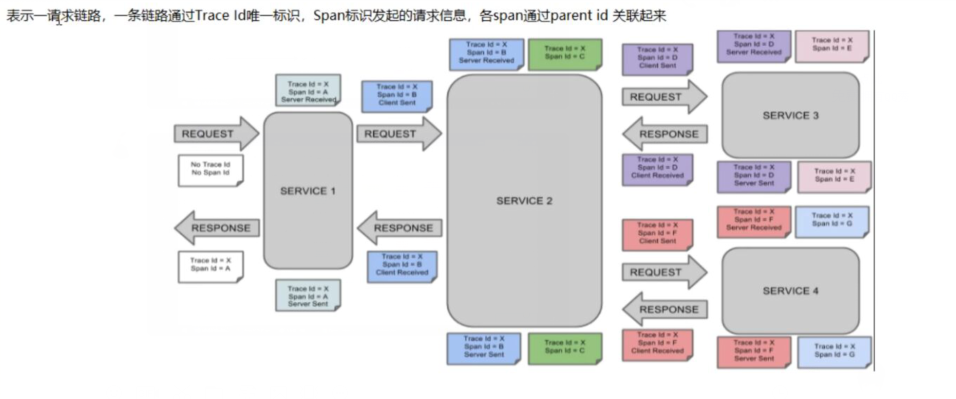 表示一请求链路，一条链路通过Trace Id唯一标识，Span标识发起的请求信息，各span通过parent id 关联起来
Trace Id = X
Span Id = B
Server Received
Trace Id = X
Span Id = C
Trace Id = X
Span Id = D
Client Sent
Trace Id = X
Span Id = D
Server Received
Trace Id = X
Span Id = E
Trace Id = X
Span Id = A
Server Received
Trace Id = X
Span Id = B
Client Sent
REQUEST
SERVICE 3
REQUEST
REQUEST
RESPONSE
No Trace Id
No Span Id
Trace Id = X
Span Id = D
Client Received
Trace Id = X
Span Id = D
Server Sent
Trace Id = X
Span Id = E
SERVICE 1
SERVICE 2
RESPONSE
RESPONSE
Trace Id = X
Span Id = F
Client Sent
Trace Id = X
Span Id = F
Server Received
Trace Id = X
Span Id = G
Trace Id = X
Span Id = A
Trace Id = X
Span Id = B
Client Received
REQUEST
SERVICE 4
Trace Id = X
Span Id = A
Server Sent
RESPONSE
Trace Id = X
Span Id = B
Server Sent
Trace Id = X
Span Id = C
Trace Id = X
Span Id = F
Client Received
Trace Id = X
Span Id = F
Server Sent
Trace Id = X
Span Id = G